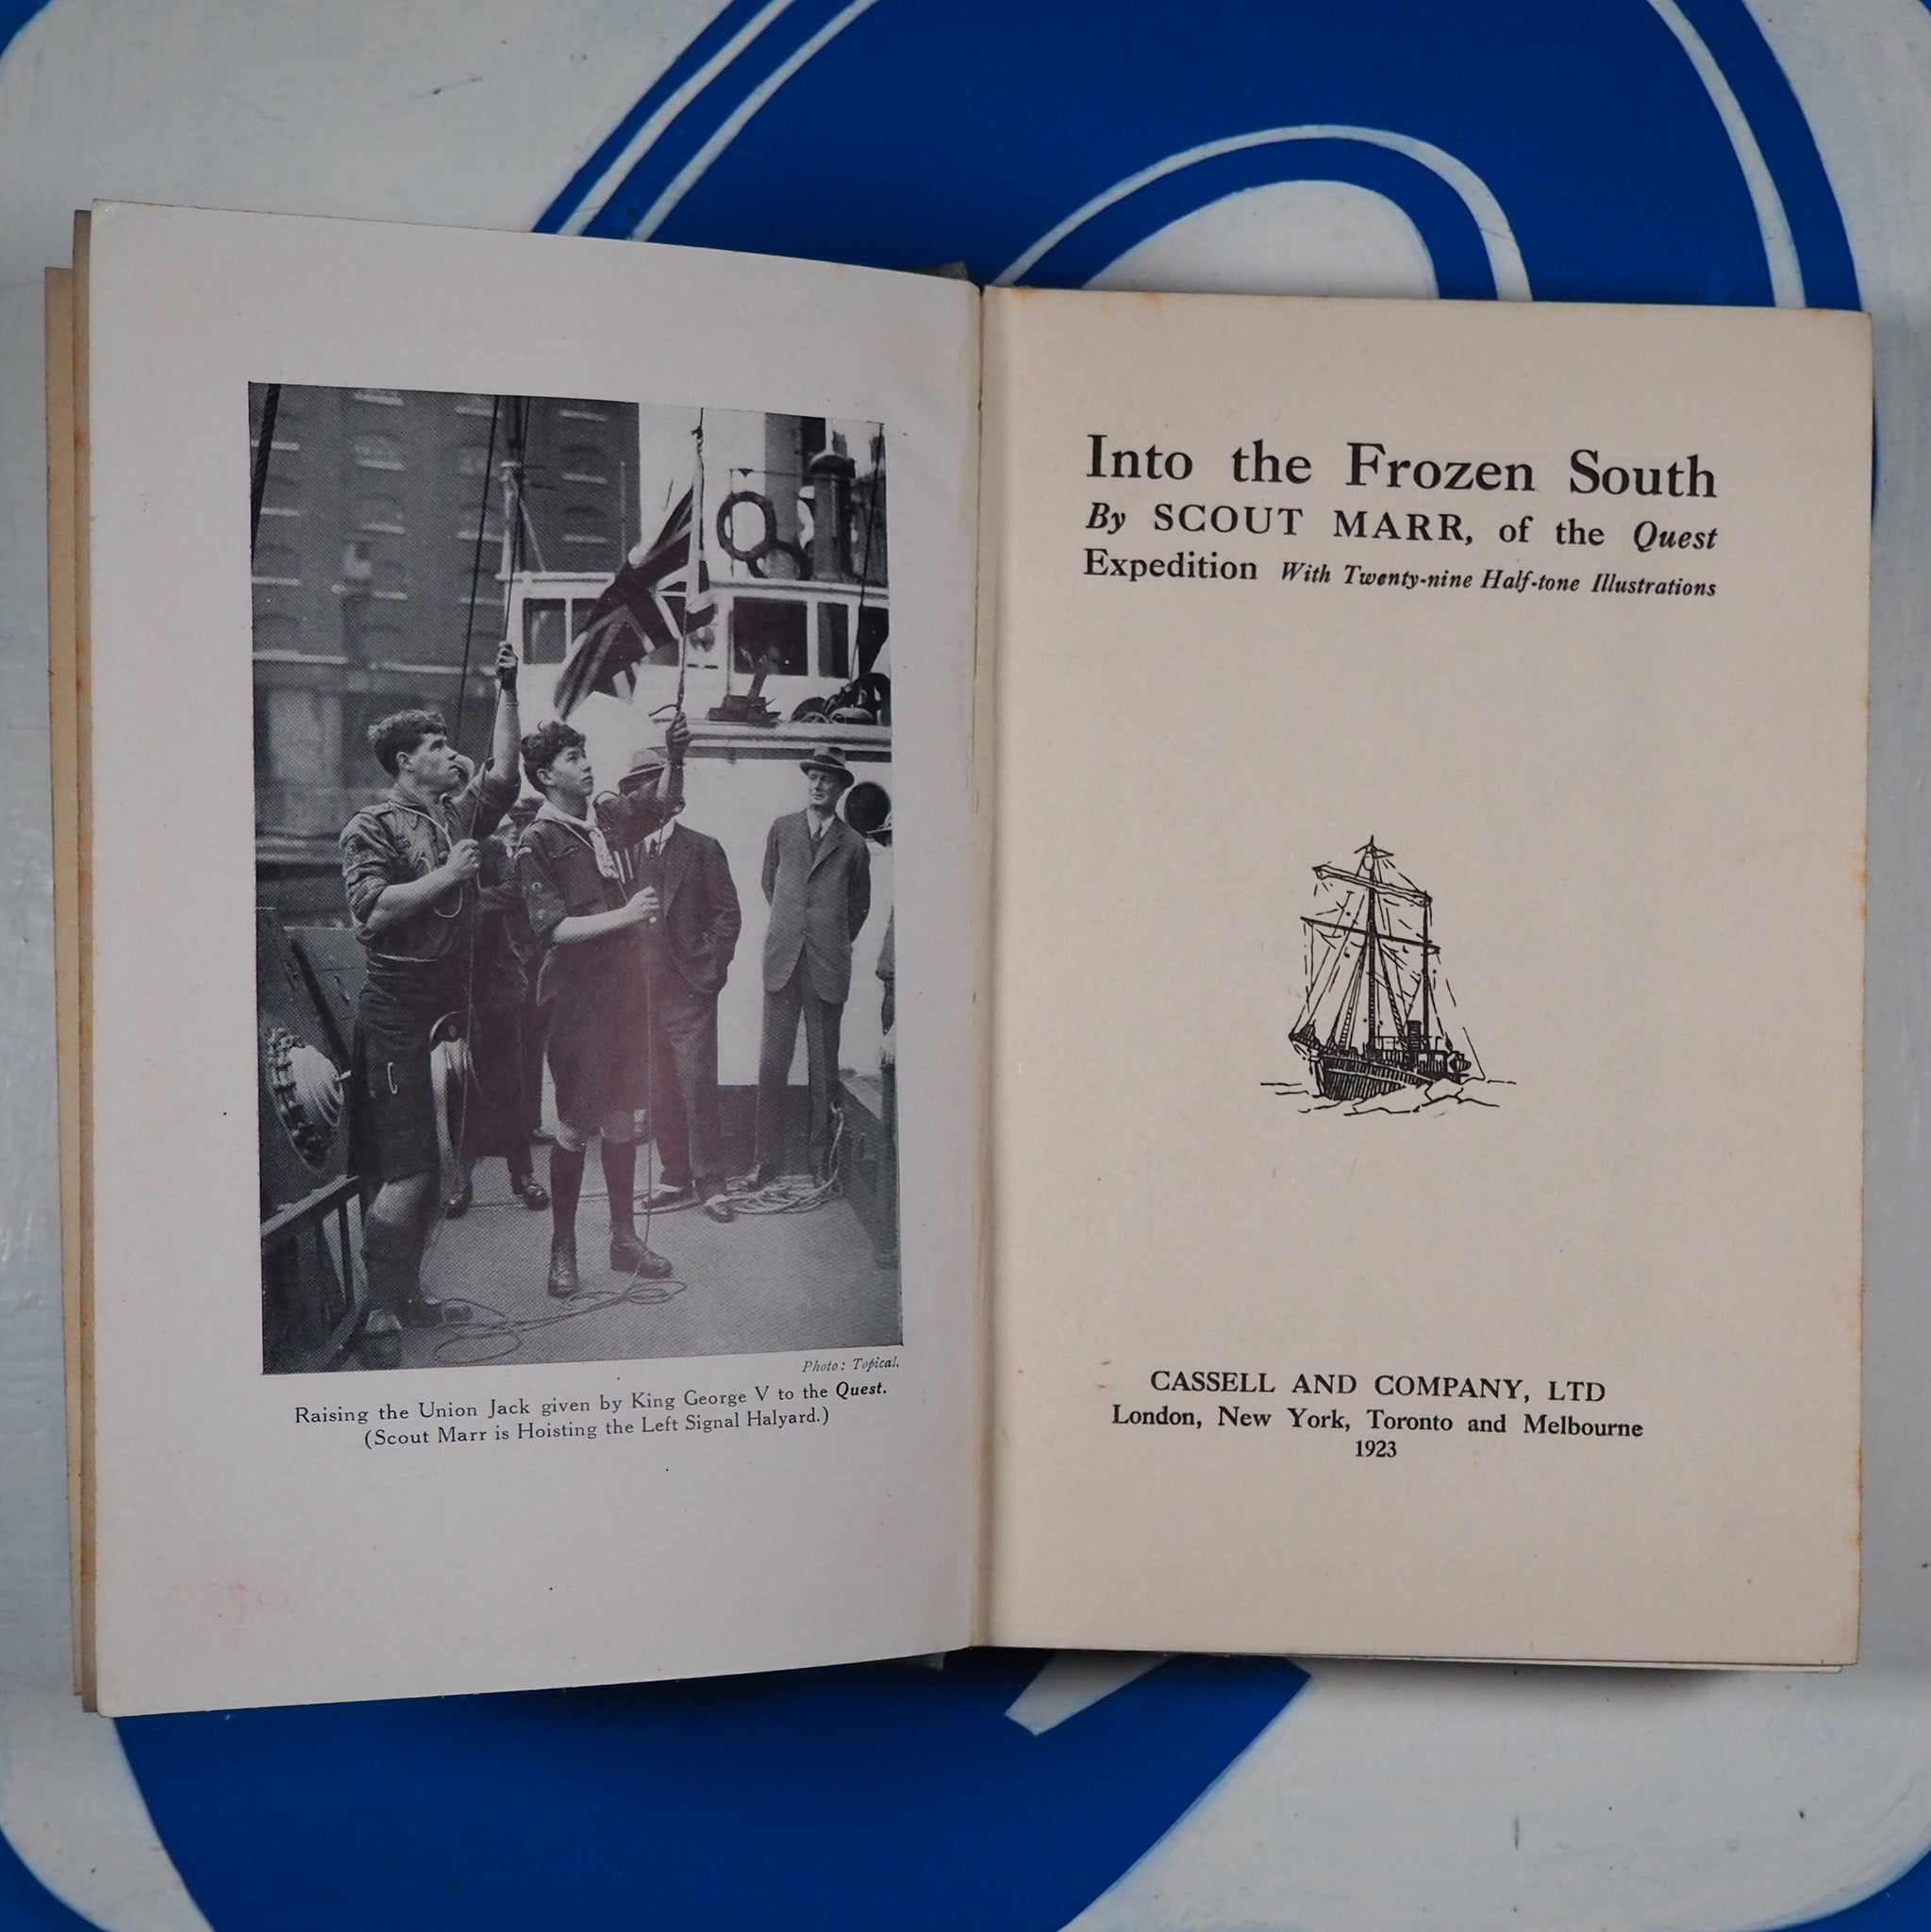 Photo: Topical.
Raising the Union Jack given by King George V to the Quest.
(Scout Marr is Hoisting the Left Signal Halyard.)
Into the Frozen South
By SCOUT MARR, of the Quest
Expedition With Twenty-nine Half-tone Illustrations
CASSELL AND COMPANY, LTD
London, New York, Toronto and Melbourne
1923